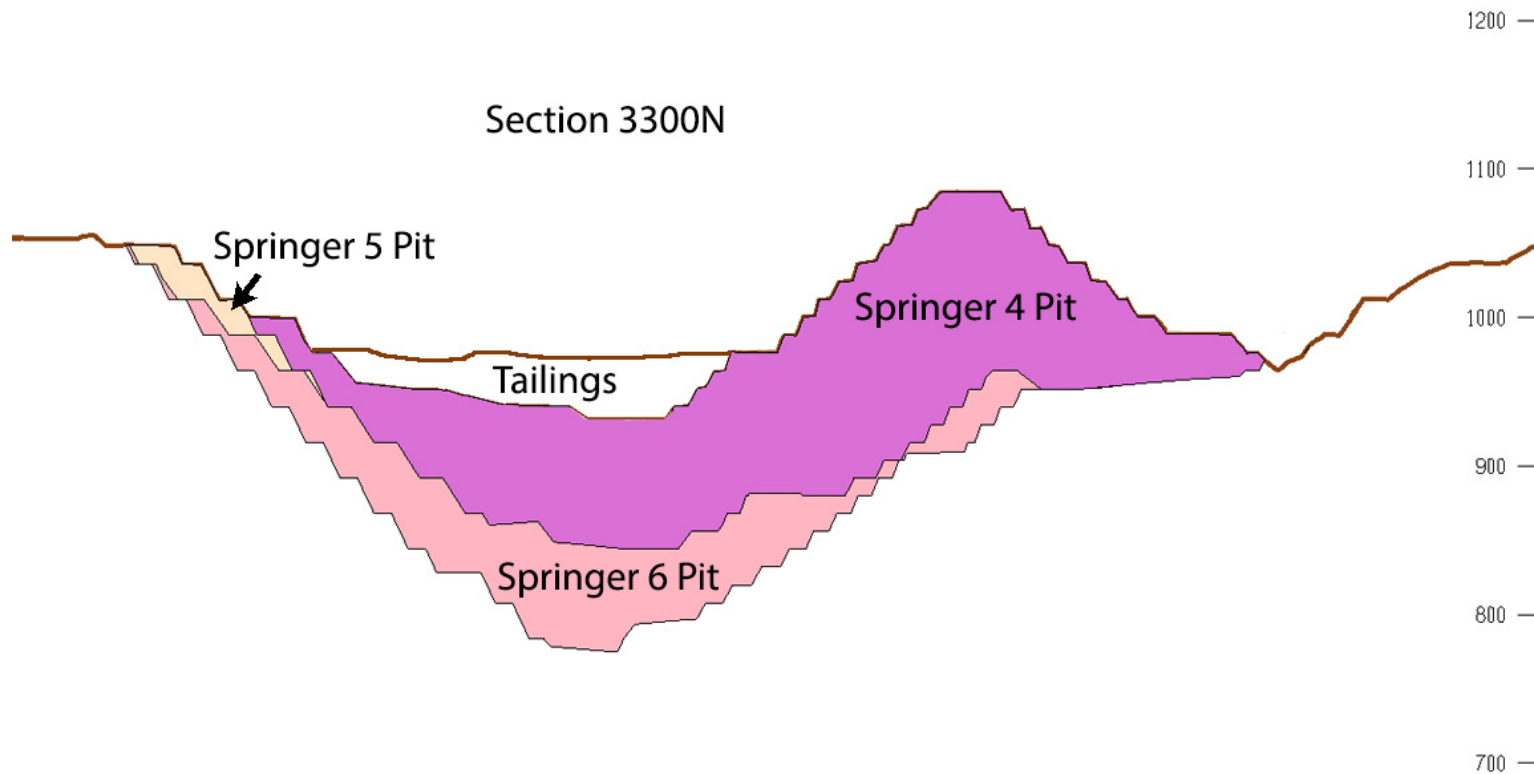 1200
Section 3300N
1100
Springer 5 Pit
Springer 4 Pit
1000
Tailings
900
Springer 6 Pit
800
700